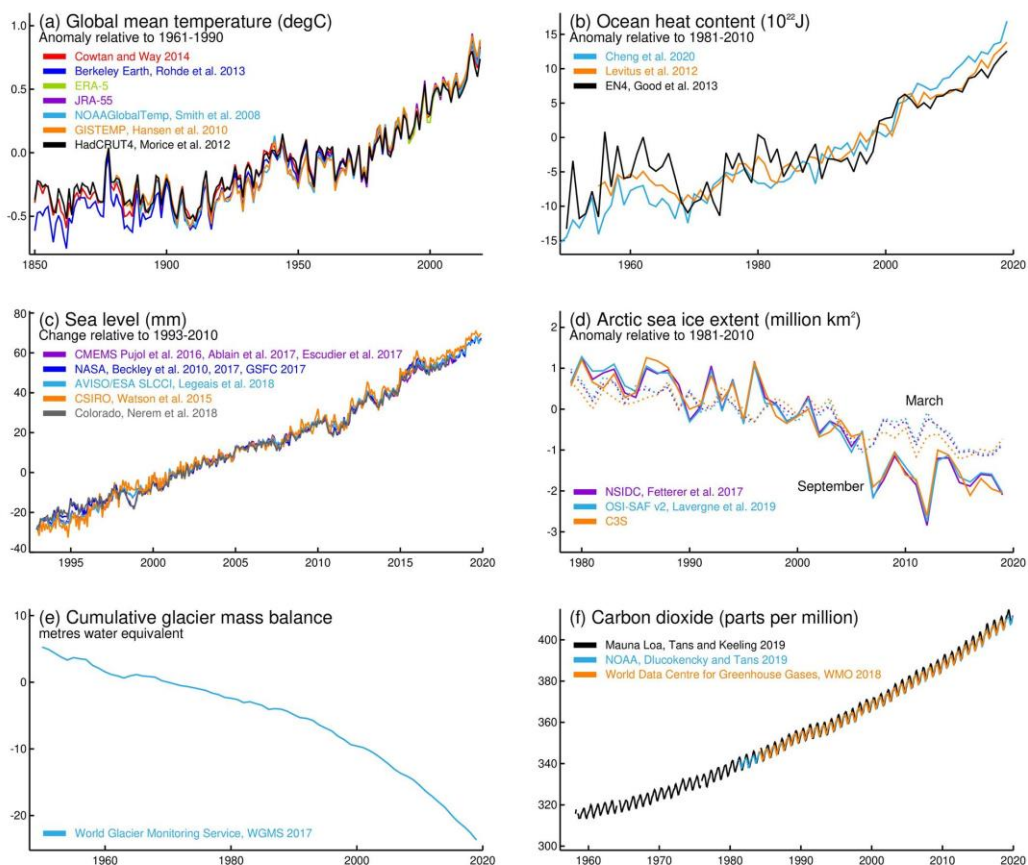 (a) Global mean temperature (degC)
Anomaly relative to 1961-1990
Cowtan and Way 2014
Berkeley Earth, Rohde et al. 2013
ERA-5
JRA-55
NOAAGlobalTemp, Smith et al. 2008
GISTEMP, Hansen et al. 2010
HadCRUT4, Morice et al. 2012
1.0
0.5
0.0
-0.5
1850 1900 1950 2000
(b) Ocean heat content (10²²J)
Anomaly relative to 1981-2010
Cheng et al. 2020
Levitus et al. 2012
EN4, Good et al. 2013
15
10
5
0
-5
-10
-15
1960 1980 2000 2020
(c) Sea level (mm)
Change relative to 1993-2010
CMEMS Pujol et al. 2016, Ablain et al. 2017, Escudier et al. 2017
NASA, Beckley et al. 2010, 2017, GSFC 2017
AVISO/ESA SLCCI, Legeais et al. 2018
CSIRO, Watson et al. 2015
Colorado, Nerem et al. 2018
80
60
40
20
0
-20
-40
1995 2000 2005 2010 2015 2020
(d) Arctic sea ice extent (million km²)
Anomaly relative to 1981-2010
March
September
NSIDC, Fetterer et al. 2017
OSI-SAF v2, Lavergne et al. 2019
C3S
2
1
0
-1
-2
-3
1980 1990 2000 2010 2020
(e) Cumulative glacier mass balance
metres water equivalent
World Glacier Monitoring Service, WGMS 2017
10
0
-10
-20
1960 1980 2000 2020
(f) Carbon dioxide (parts per million)
Mauna Loa, Tans and Keeling 2019
NOAA, Dlucokencky and Tans 2019
World Data Centre for Greenhouse Gases, WMO 2018
400
380
360
340
320
300
1960 1970 1980 1990 2000 2010 2020